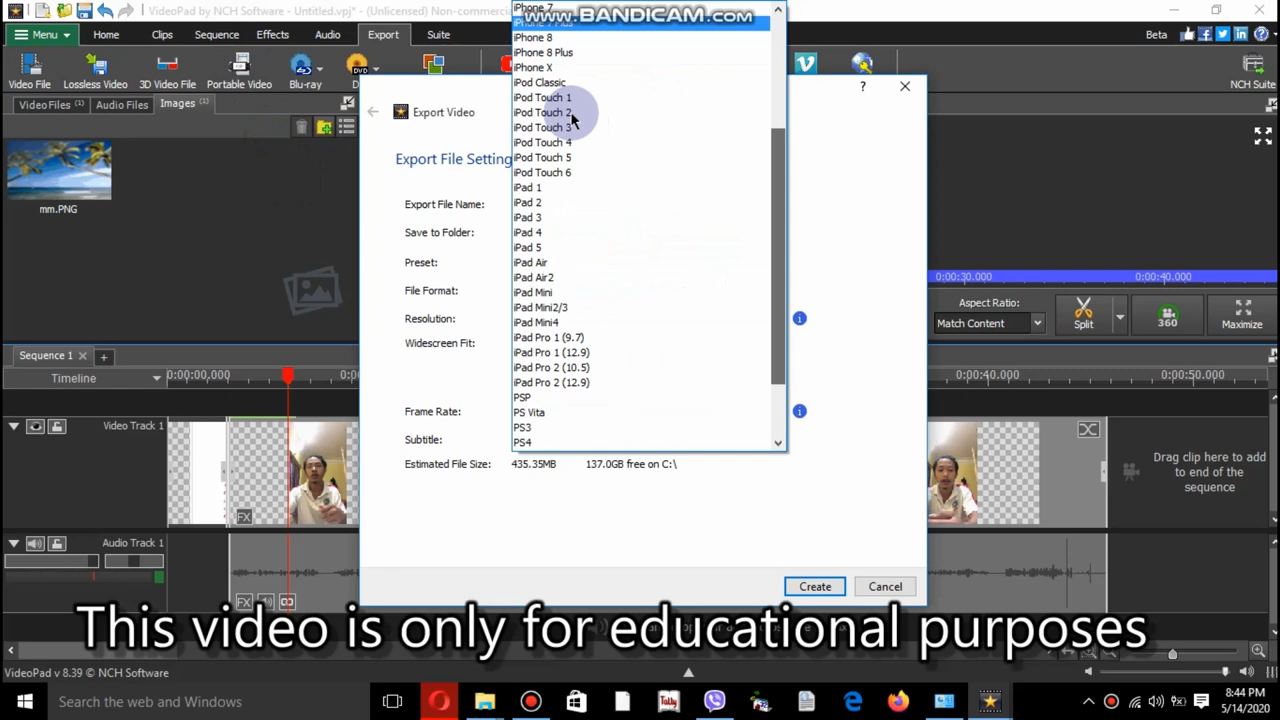 VideoPad by NCH Software - Untitled.vpj* - (Unlicensed) Non-commercial
www.BANDICAM.com
Menu Home Clips Sequence Effects Audio Export Suite Beta
Video File Lossless Video 3D Video File Portable Video Blu-ray DVD NCH Suite
Video Files (1) Audio Files Images (1)
mm.PNG
Export Video
Export File Setting
Export File Name:
Save to Folder:
Preset:
File Format:
Resolution:
Widescreen Fit:
Frame Rate:
Subtitle:
Estimated File Size: 435.35MB 137.0GB free on C:\
iPhone 7
iPhone 7 Plus
iPhone 8
iPhone 8 Plus
iPhone X
iPod Classic
iPod Touch 1
iPod Touch 2
iPod Touch 3
iPod Touch 4
iPod Touch 5
iPod Touch 6
iPad 1
iPad 2
iPad 3
iPad 4
iPad 5
iPad Air
iPad Air2
iPad Mini
iPad Mini2/3
iPad Mini4
iPad Pro 1 (9.7)
iPad Pro 1 (12.9)
iPad Pro 2 (10.5)
iPad Pro 2 (12.9)
PSP
PS Vita
PS3
PS4
Create Cancel
0:00:30.000 0:00:40.000
Aspect Ratio:
Match Content
Split 360 Maximize
Sequence 1
Timeline 0:00:00,000 0:00:40.000 0:00:50.000
Video Track 1
FX
Drag clip here to add
to end of the
sequence
Audio Track 1
FX
This video is only for educational purposes
VideoPad v 8.39 © NCH Software
Search the Web and Windows
Tally
8:44 PM
5/14/2020